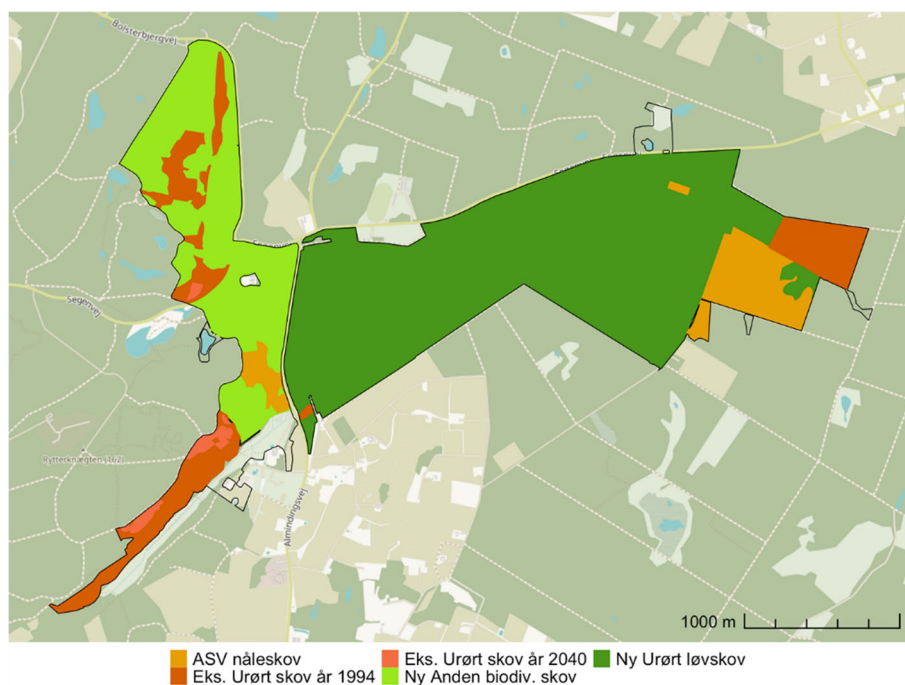 Bolsterbjergvej
Segenvej
Rytterknægten (162)
Almindingsvej
1000 m
ASV nåleskov
Eks. Urørt skov år 2040
Ny Urørt løvskov
Eks. Urørt skov år 1994
Ny Anden biodiv. skov